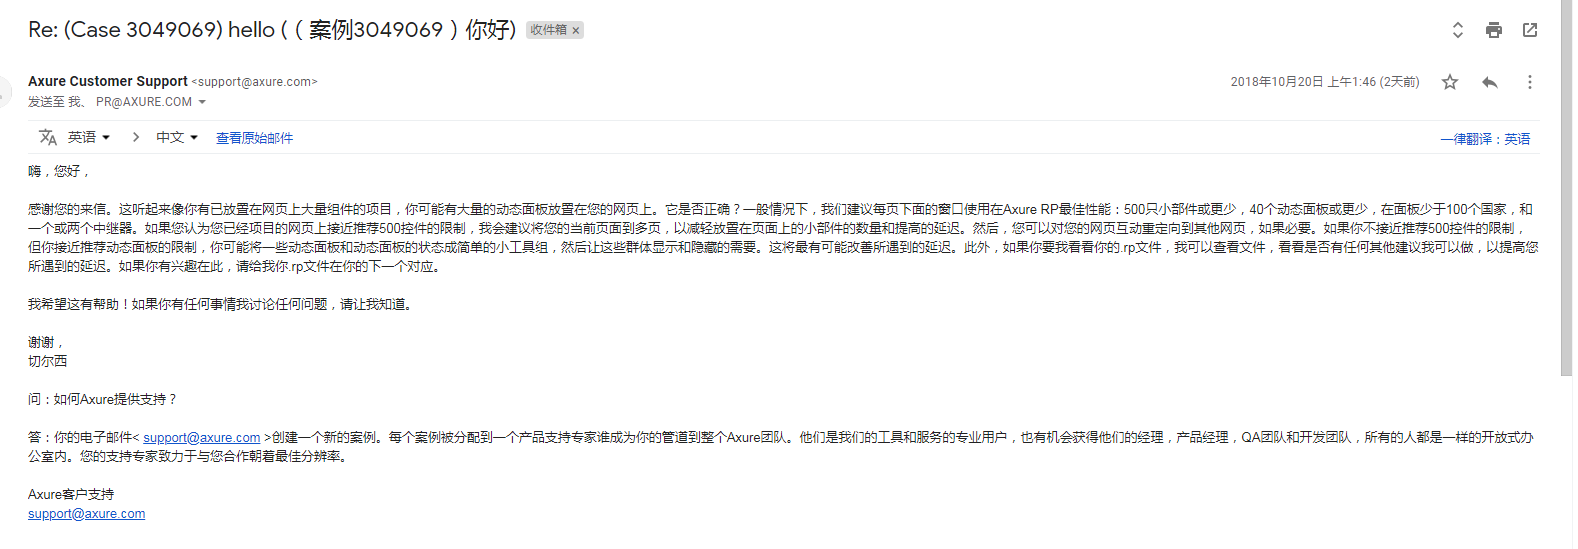 Re: (Case 3049069) hello (（案例3049069）你好) 收件箱 ×
Axure Customer Support <support@axure.com> 2018年10月20日 上午1:46 (2天前)
发送至 我、 PR@AXURE.COM
英语 中文 查看原始邮件 一律翻译：英语
嗨，您好，
感谢您的来信。这听起来像你有已放置在网页上大量组件的项目，你可能有大量的动态面板放置在您的网页上。它是否正确？一般情况下，我们建议每页下面的窗口使用在Axure RP最佳性能：500只小部件或更少，40个动态面板或更少，在面板少于100个国家，和
一个或两个中继器。如果您认为您已经项目的网页上接近推荐500控件的限制，我会建议将您的当前页面到多页，以减轻放置在页面上的小部件的数量和提高的延迟。然后，您可以对您的网页互动重定向到其他网页，如果必要。如果你不接近推荐500控件的限制，
但你接近推荐动态面板的限制，你可能将一些动态面板和动态面板的状态成简单的小工具组，然后让这些群体显示和隐藏的需要。这将最有可能改善所遇到的延迟。此外，如果你要我看看你的.rp文件，我可以查看文件，看看是否有任何其他建议我可以做，以提高您
所遇到的延迟。如果你有兴趣在此，请给我你.rp文件在你的下一个对应。
我希望这有帮助！如果你有任何事情我讨论任何问题，请让我知道。
谢谢，
切尔西
问：如何Axure提供支持？
答：你的电子邮件< support@axure.com >创建一个新的案例。每个案例被分配到一个产品支持专家谁成为你的管道到整个Axure团队。他们是我们的工具和服务的专业用户，也有机会获得他们的经理，产品经理，QA团队和开发团队，所有的人都是一样的开放式办
公室内。您的支持专家致力于与您合作朝着最佳分辨率。
Axure客户支持
support@axure.com